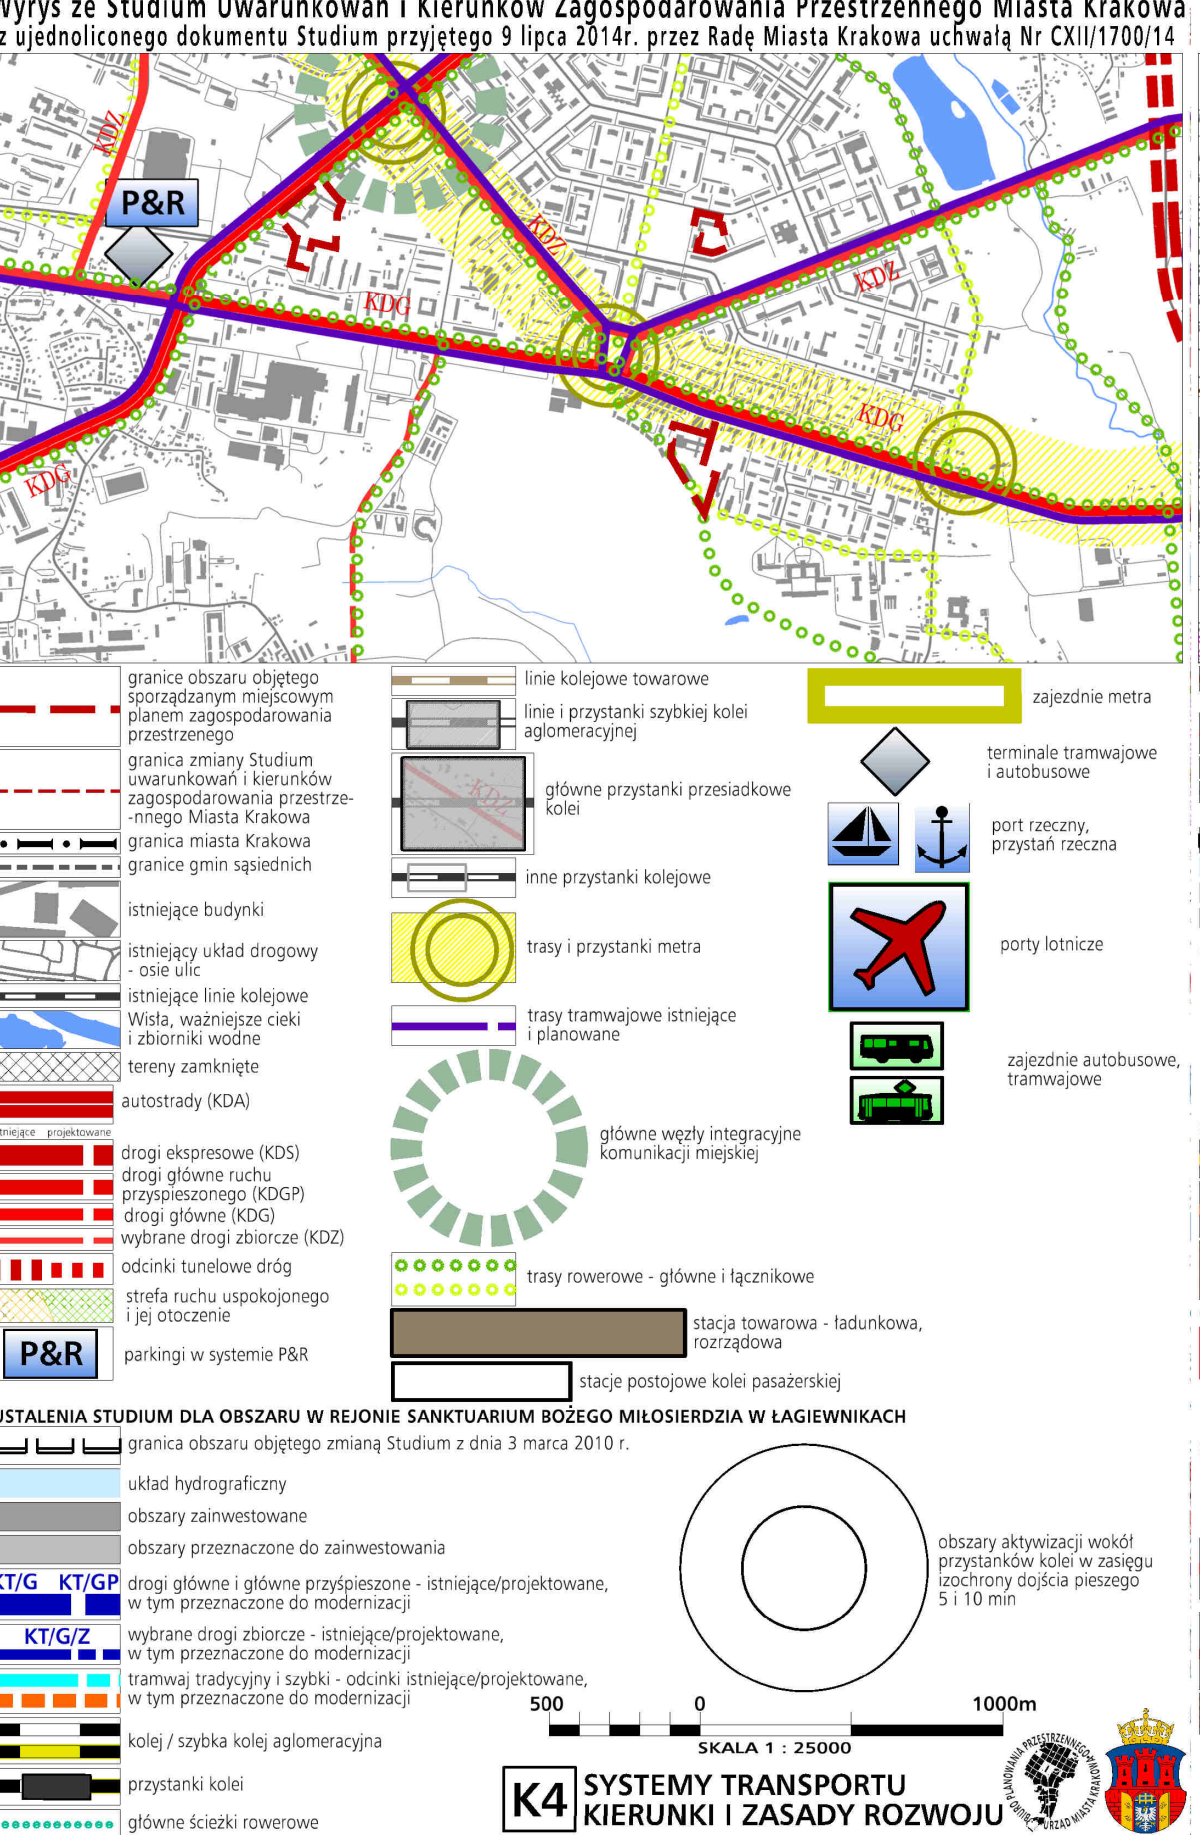 Wyrys ze Studium Uwarunkowań i Kierunków Zagospodarowania Przestrzennego Miasta Krakowa
z ujednoliconego dokumentu Studium przyjętego 9 lipca 2014r. przez Radę Miasta Krakowa uchwałą Nr CXII/1700/14
KDZ
P&R
KDZ
KDZ
KDG
KDG
KDG
granice obszaru objętego
sporządzanym miejscowym
planem zagospodarowania
przestrzenego
granica zmiany Studium
uwarunkowań i kierunków
zagospodarowania przestrze-
-nnego Miasta Krakowa
granica miasta Krakowa
granice gmin sąsiednich
istniejące budynki
istniejący układ drogowy
- osie ulic
istniejące linie kolejowe
Wisła, ważniejsze cieki
i zbiorniki wodne
tereny zamknięte
autostrady (KDA)
tniejące projektowane
drogi ekspresowe (KDS)
drogi główne ruchu
przyspieszonego (KDGP)
drogi główne (KDG)
wybrane drogi zbiorcze (KDZ)
odcinki tunelowe dróg
strefa ruchu uspokojonego
i jej otoczenie
P&R
parkingi w systemie P&R
linie kolejowe towarowe
linie i przystanki szybkiej kolei
aglomeracyjnej
KDZ
główne przystanki przesiadkowe
kolei
inne przystanki kolejowe
trasy i przystanki metra
trasy tramwajowe istniejące
i planowane
główne węzły integracyjne
komunikacji miejskiej
trasy rowerowe - główne i łącznikowe
stacja towarowa - ładunkowa,
rozrządowa
stacje postojowe kolei pasażerskiej
zajezdnie metra
terminale tramwajowe
i autobusowe
port rzeczny,
przystań rzeczna
porty lotnicze
zajezdnie autobusowe,
tramwajowe
USTALENIA STUDIUM DLA OBSZARU W REJONIE SANKTUARIUM BOŻEGO MIŁOSIERDZIA W ŁAGIEWNIKACH
granica obszaru objętego zmianą Studium z dnia 3 marca 2010 r.
układ hydrograficzny
obszary zainwestowane
obszary przeznaczone do zainwestowania
KT/G KT/GP
drogi główne i główne przyśpieszone - istniejące/projektowane,
w tym przeznaczone do modernizacji
KT/G/Z
wybrane drogi zbiorcze - istniejące/projektowane,
w tym przeznaczone do modernizacji
tramwaj tradycyjny i szybki - odcinki istniejące/projektowane,
w tym przeznaczone do modernizacji
kolej / szybka kolej aglomeracyjna
przystanki kolei
główne ścieżki rowerowe
obszary aktywizacji wokół
przystanków kolei w zasięgu
izochrony dojścia pieszego
5 i 10 min
500 0 1000m
SKALA 1 : 25000
K4
SYSTEMY TRANSPORTU
KIERUNKI I ZASADY ROZWOJU
BIURO PLANOWANIA PRZESTRZENNEGO
URZĄD MIASTA KRAKOWA